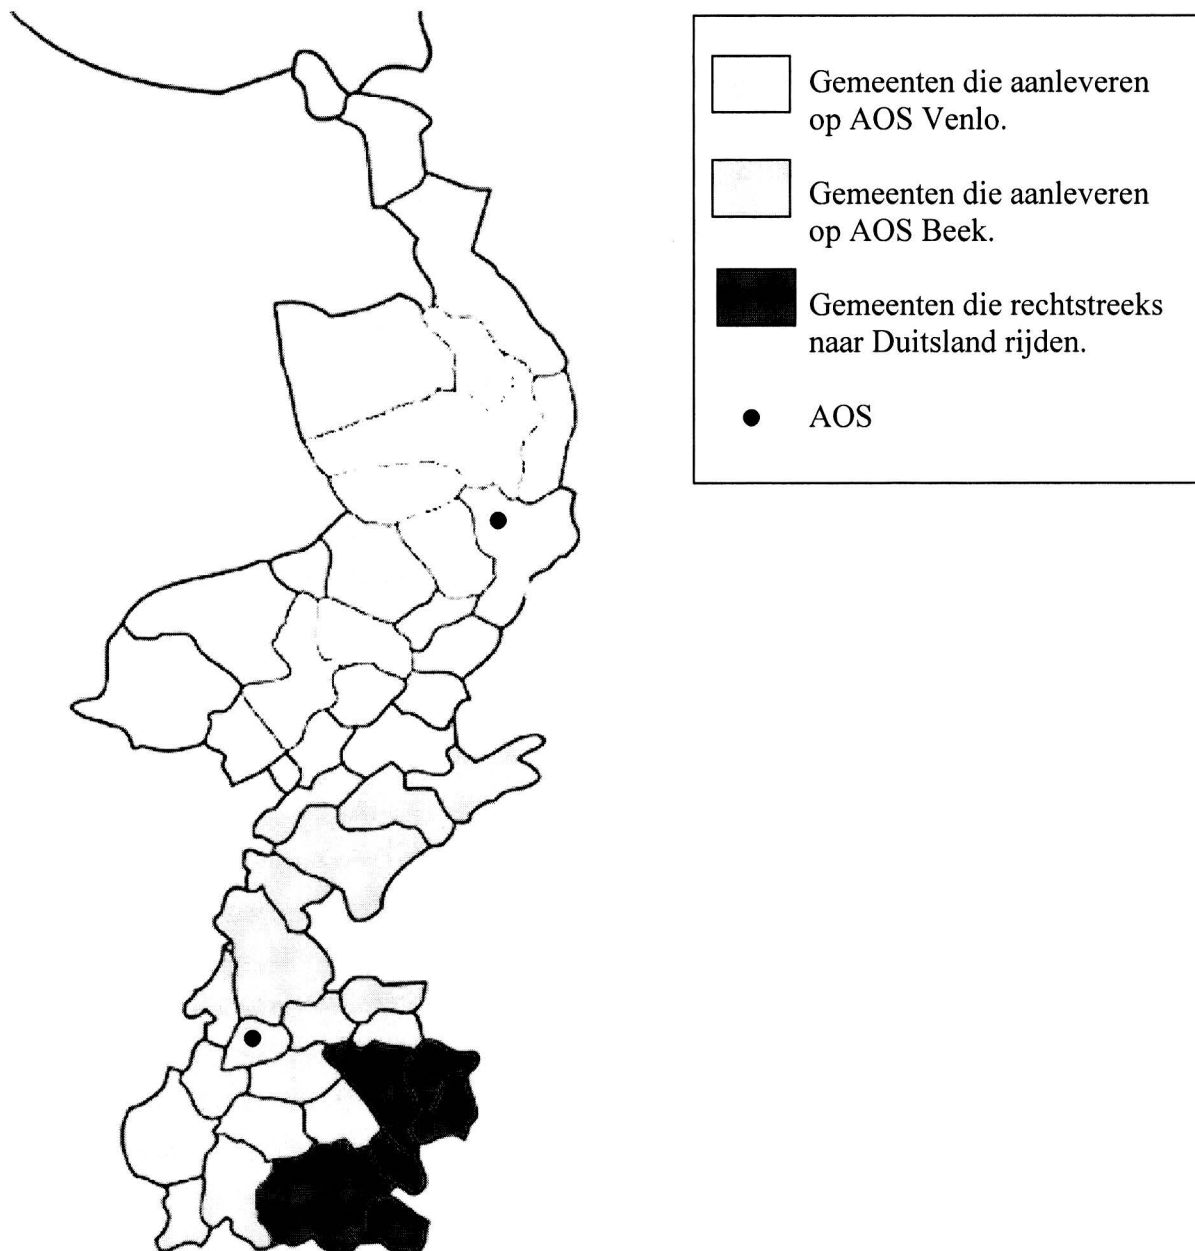 Gemeenten die aanleveren
op AOS Venlo.
Gemeenten die aanleveren
op AOS Beek.
Gemeenten die rechtstreeks
naar Duitsland rijden.
AOS